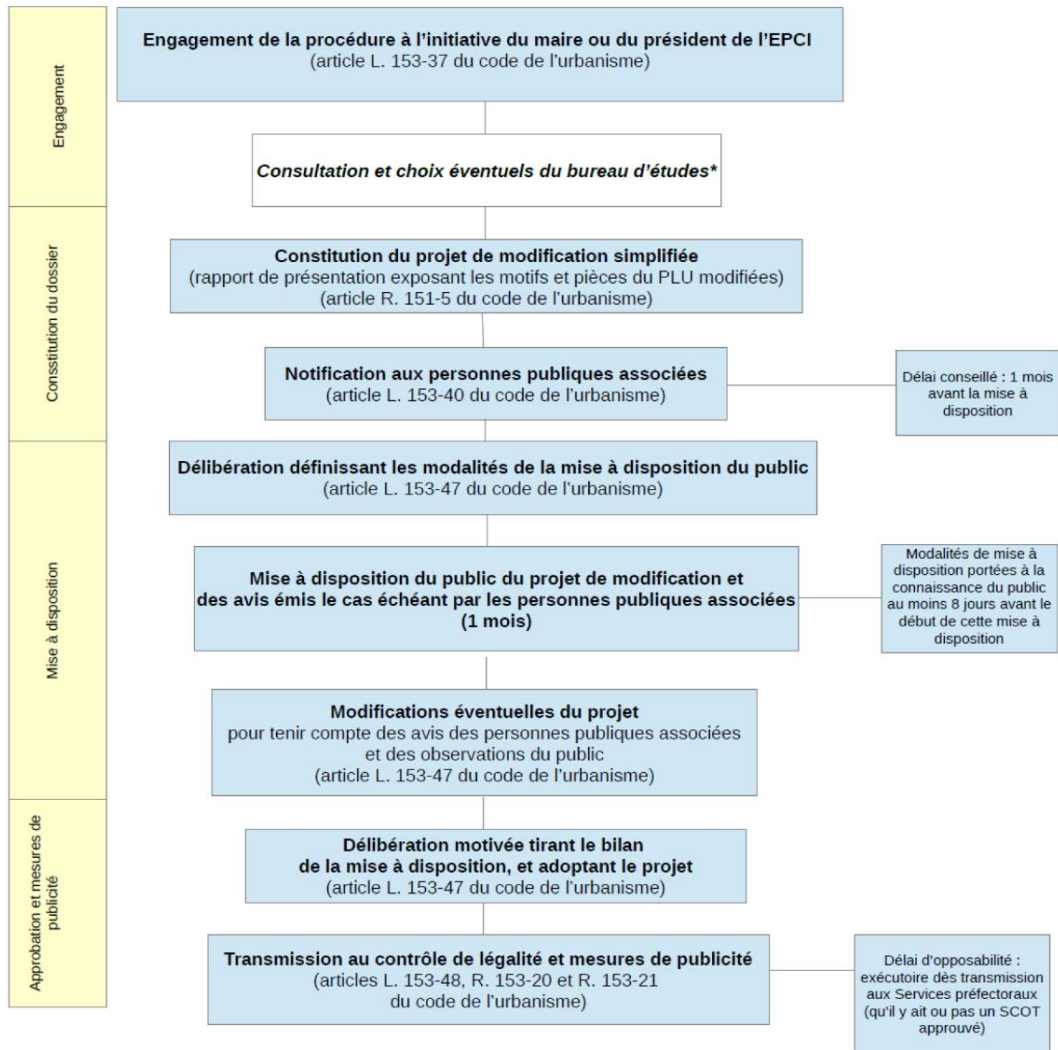 Engagement
Engagement de la procédure à l'initiative du maire ou du président de l'EPCI
(article L. 153-37 du code de l'urbanisme)
Consultation et choix éventuels du bureau d'études*
Consstitution du dossier
Constitution du projet de modification simplifiée
(rapport de présentation exposant les motifs et pièces du PLU modifiées)
(article R. 151-5 du code de l'urbanisme)
Notification aux personnes publiques associées
(article L. 153-40 du code de l'urbanisme)
Délai conseillé : 1 mois
avant la mise à
disposition
Mise à disposition
Délibération définissant les modalités de la mise à disposition du public
(article L. 153-47 du code de l'urbanisme)
Mise à disposition du public du projet de modification et
des avis émis le cas échéant par les personnes publiques associées
(1 mois)
Modalités de mise à
disposition portées à la
connaissance du public
au moins 8 jours avant le
début de cette mise à
disposition
Modifications éventuelles du projet
pour tenir compte des avis des personnes publiques associées
et des observations du public
(article L. 153-47 du code de l'urbanisme)
Approbation et mesures de
publicité
Délibération motivée tirant le bilan
de la mise à disposition, et adoptant le projet
(article L. 153-47 du code de l'urbanisme)
Transmission au contrôle de légalité et mesures de publicité
(articles L. 153-48, R. 153-20 et R. 153-21
du code de l'urbanisme)
Délai d'opposabilité :
exécutoire dès transmission
aux Services préfectoraux
(qu'il y ait ou pas un SCOT
approuvé)